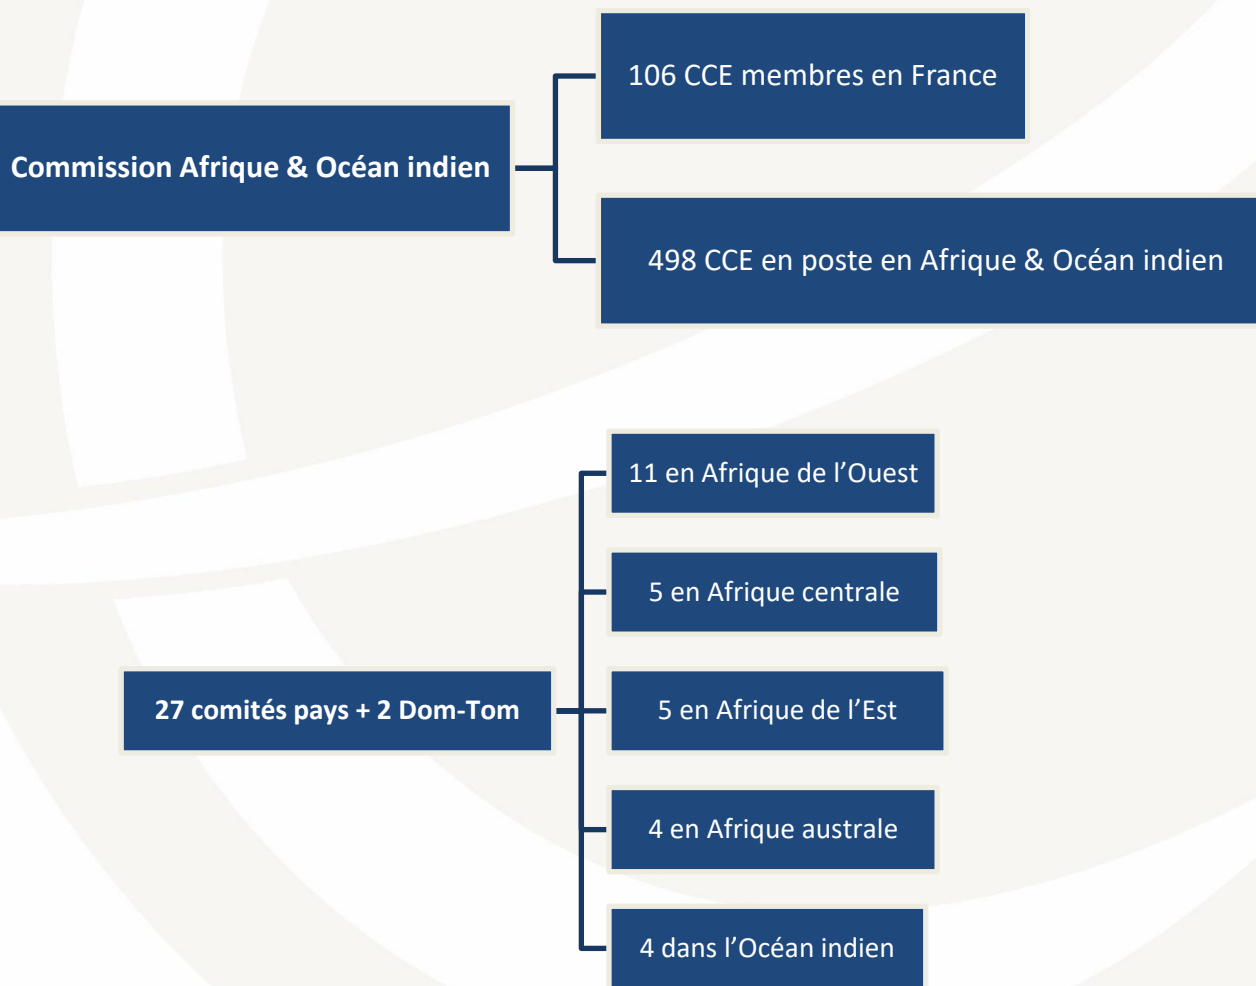 106 CCE membres en France
Commission Afrique & Océan indien
498 CCE en poste en Afrique & Océan indien
11 en Afrique de l’Ouest
5 en Afrique centrale
27 comités pays + 2 Dom-Tom
5 en Afrique de l’Est
4 en Afrique australe
4 dans l’Océan indien